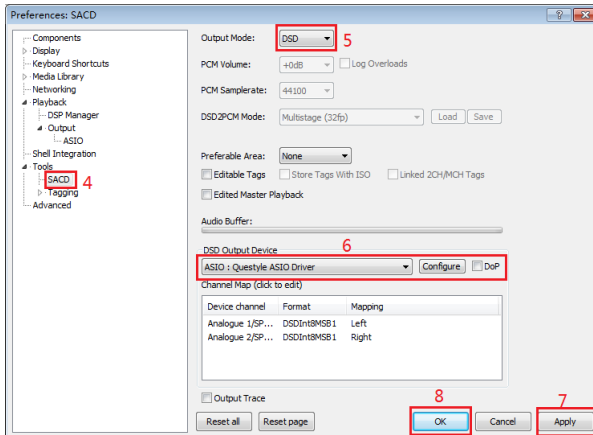 Preferences: SACD
Components
Display
Keyboard Shortcuts
Media Library
Networking
Playback
DSP Manager
Output
ASIO
Shell Integration
Tools
SACD 4
Tagging
Advanced
Output Mode: DSD 5
PCM Volume: +0dB Log Overloads
PCM Samplerate: 44100
DSD2PCM Mode: Multistage (32fp) Load Save
Preferable Area: None
Editable Tags Store Tags With ISO Linked 2CH/MCH Tags
Edited Master Playback
Audio Buffer:
DSD Output Device 6
ASIO : Questyle ASIO Driver Configure DoP
Channel Map (click to edit)
Device channel Format Mapping
Analogue 1/SP... DSDInt8MSB1 Left
Analogue 2/SP... DSDInt8MSB1 Right
Output Trace
8 7
Reset all Reset page OK Cancel Apply